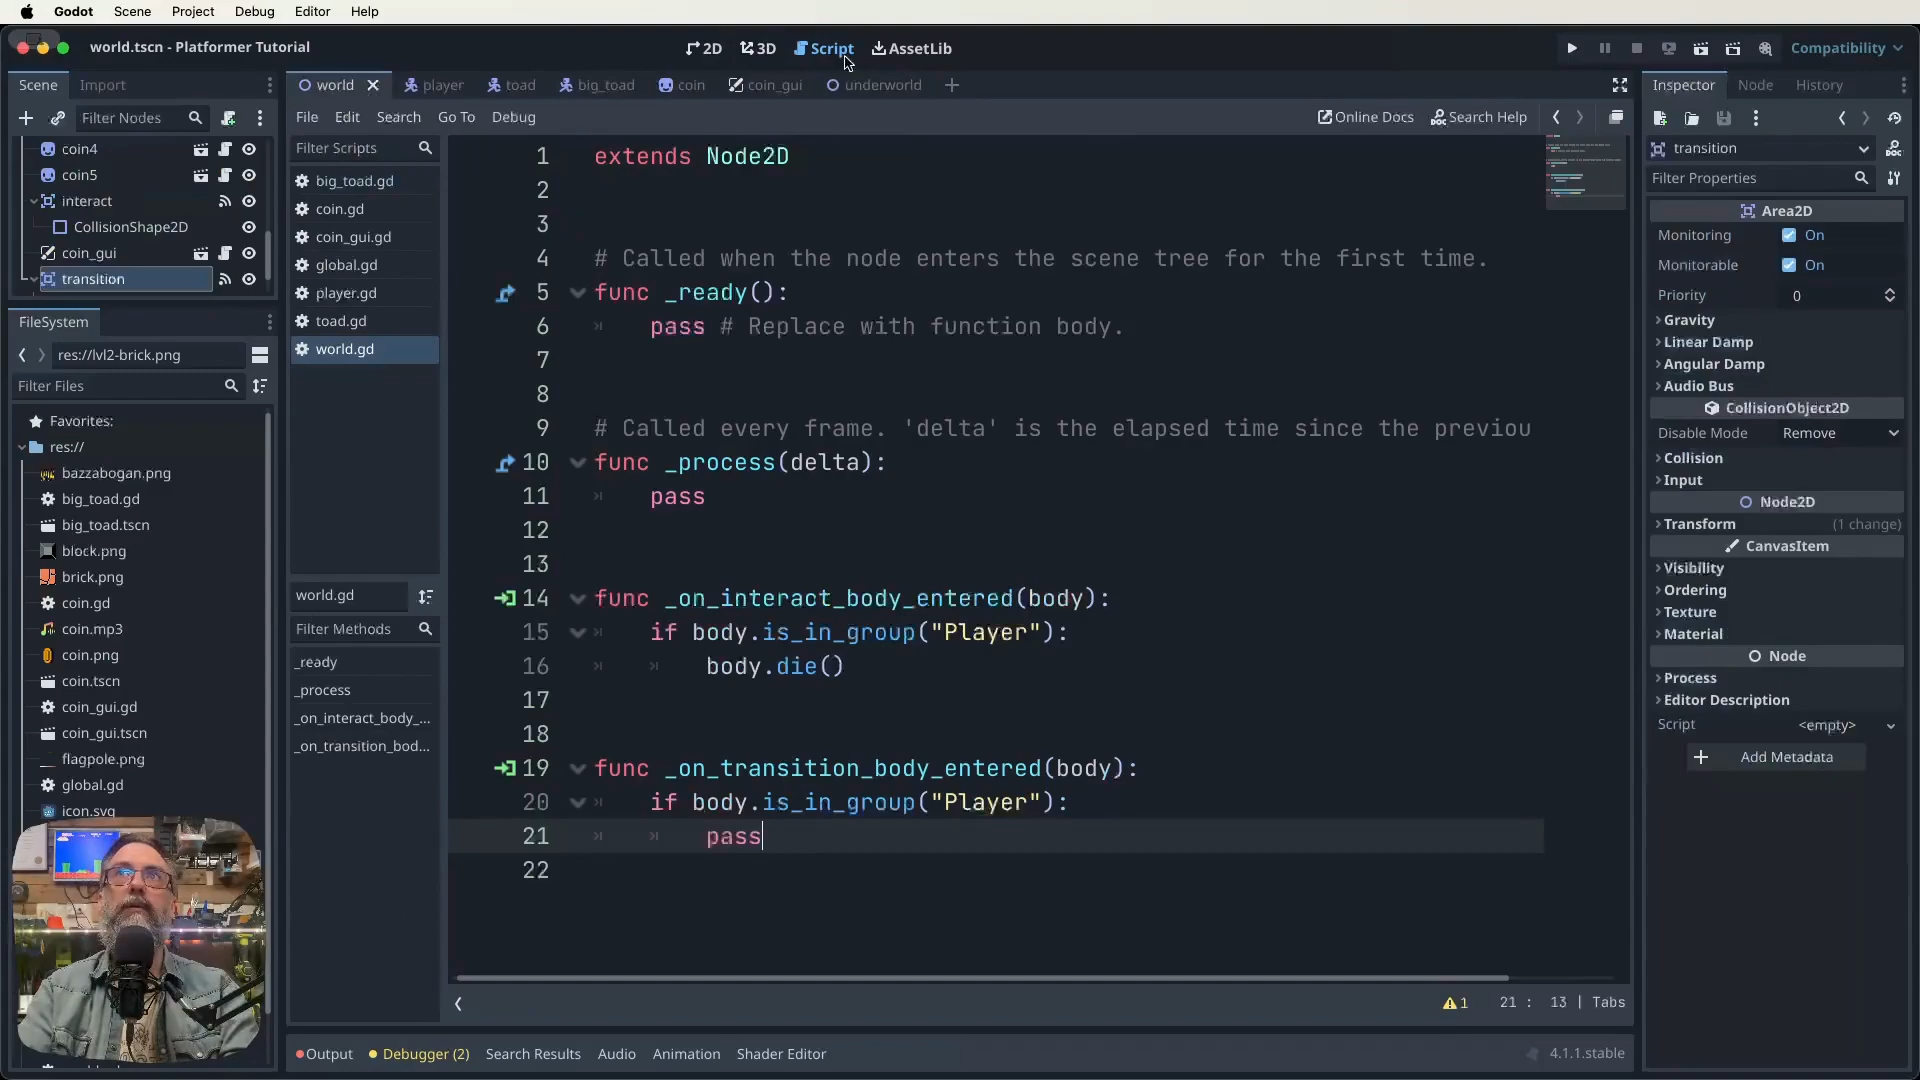 Godot Scene Project Debug Editor Help
world.tscn - Platformer Tutorial
2D 3D Script AssetLib
Compatibility
Scene Import
world player toad big_toad coin coin_gui underworld
Inspector Node History
Filter Nodes
File Edit Search Go To Debug
Online Docs Search Help
coin4
coin5
interact
CollisionShape2D
coin_gui
transition
FileSystem
res://lvl2-brick.png
Filter Files
Favorites:
res://
bazzabogan.png
big_toad.gd
big_toad.tscn
block.png
brick.png
coin.gd
coin.mp3
coin.png
coin.tscn
coin_gui.gd
coin_gui.tscn
flagpole.png
global.gd
icon.svg
Filter Scripts
big_toad.gd
coin.gd
coin_gui.gd
global.gd
player.gd
toad.gd
world.gd
world.gd
Filter Methods
_ready
_process
_on_interact_body_...
_on_transition_bod...
1 extends Node2D
2
3
4 # Called when the node enters the scene tree for the first time.
5 func _ready():
6 pass # Replace with function body.
7
8
9 # Called every frame. 'delta' is the elapsed time since the previou
10 func _process(delta):
11 pass
12
13
14 func _on_interact_body_entered(body):
15 if body.is_in_group("Player"):
16 body.die()
17
18
19 func _on_transition_body_entered(body):
20 if body.is_in_group("Player"):
21 pass
22
1 21 : 13 | Tabs
Output Debugger (2) Search Results Audio Animation Shader Editor
4.1.1.stable
transition
Filter Properties
Area2D
Monitoring On
Monitorable On
Priority 0
Gravity
Linear Damp
Angular Damp
Audio Bus
CollisionObject2D
Disable Mode Remove
Collision
Input
Node2D
Transform (1 change)
CanvasItem
Visibility
Ordering
Texture
Material
Node
Process
Editor Description
Script <empty>
Add Metadata